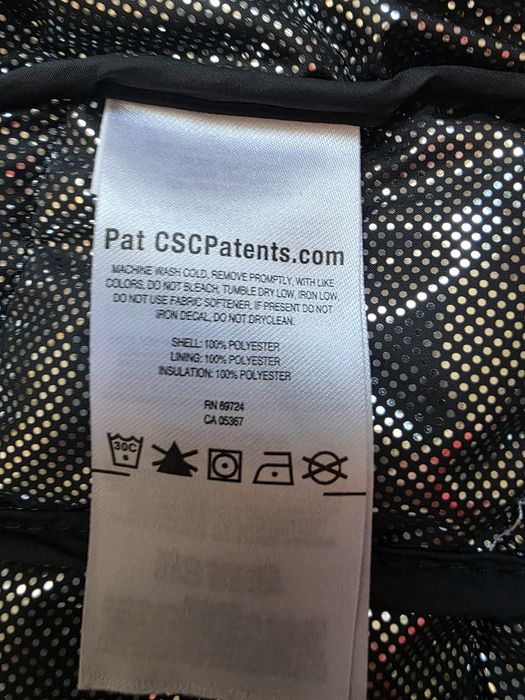 Pat CSCPatents.com
MACHINE WASH COLD, REMOVE PROMPTLY, WITH LIKE
COLORS, DO NOT BLEACH, TUMBLE DRY LOW, IRON LOW,
DO NOT USE FABRIC SOFTENER, IF PRESENT DO NOT
IRON DECAL, DO NOT DRYCLEAN.
SHELL: 100% POLYESTER
LINING: 100% POLYESTER
INSULATION: 100% POLYESTER
RN 69724
CA 05367
30C